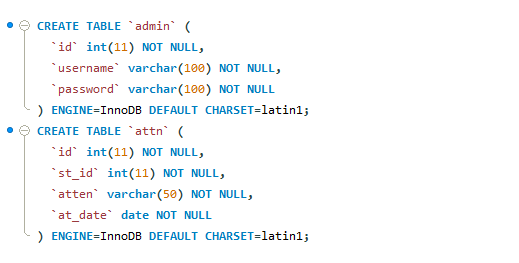 CREATE TABLE `admin` (
`id` int(11) NOT NULL,
`username` varchar(100) NOT NULL,
`password` varchar(100) NOT NULL
) ENGINE=InnoDB DEFAULT CHARSET=latin1;
CREATE TABLE `attn` (
`id` int(11) NOT NULL,
`st_id` int(11) NOT NULL,
`atten` varchar(50) NOT NULL,
`at_date` date NOT NULL
) ENGINE=InnoDB DEFAULT CHARSET=latin1;